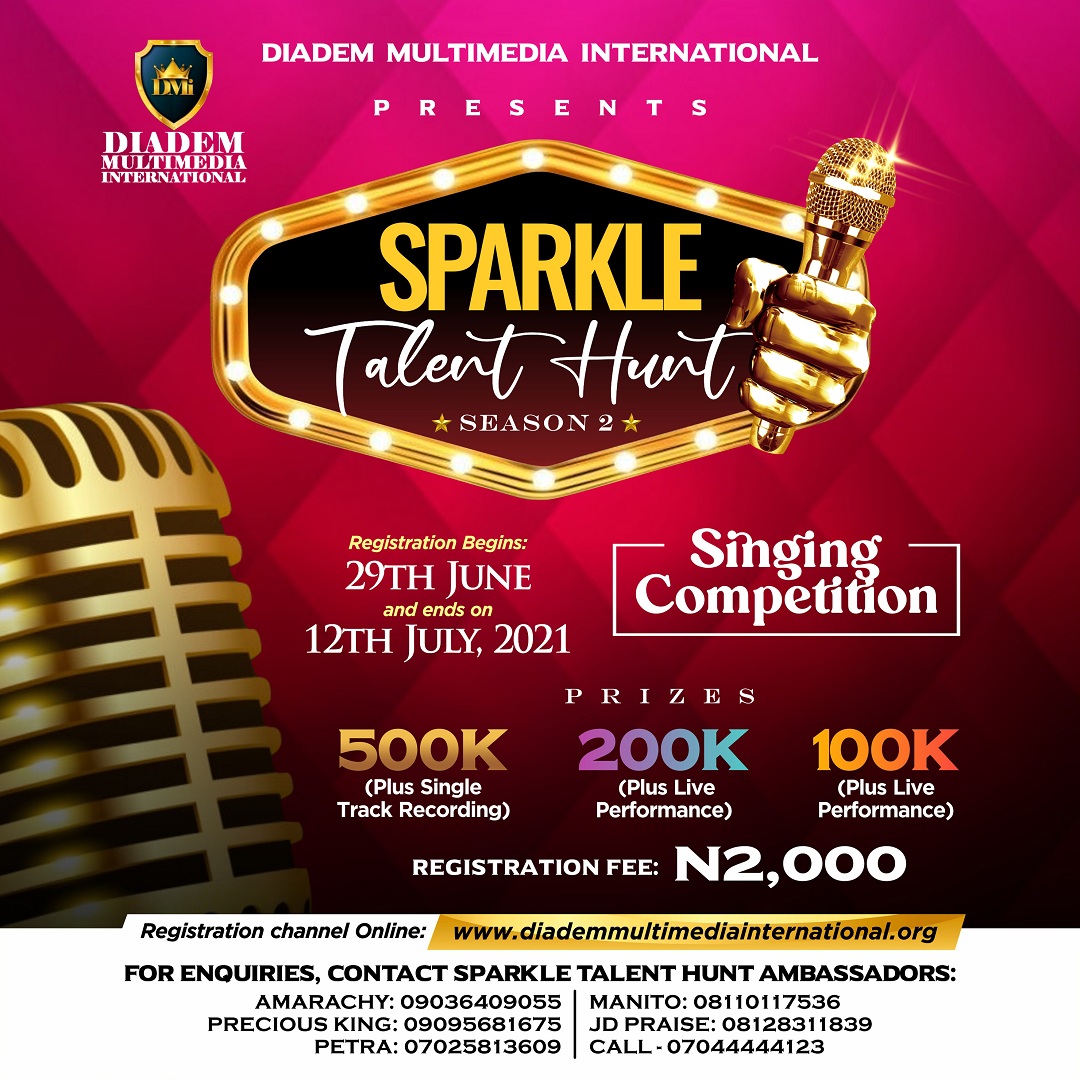 DIADEM MULTIMEDIA INTERNATIONAL
PRESENTS
DMi
DIADEM
MULTIMEDIA
INTERNATIONAL
SPARKLE
Talent Hunt
SEASON 2
Registration Begins:
29TH JUNE
and ends on
12TH JULY, 2021
Singing
Competition
PRIZES
500K
(Plus Single
Track Recording)
200K
(Plus Live
Performance)
100K
(Plus Live
Performance)
REGISTRATION FEE: N2,000
Registration channel Online: www.diademmultimediainternational.org
FOR ENQUIRIES, CONTACT SPARKLE TALENT HUNT AMBASSADORS:
AMARACHY: 09036409055
PRECIOUS KING: 09095681675
PETRA: 07025813609
MANITO: 08110117536
JD PRAISE: 08128311839
CALL - 07044444123